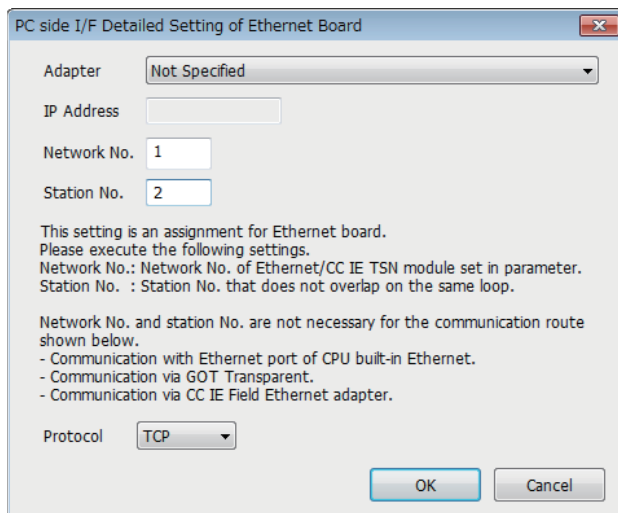 PC side I/F Detailed Setting of Ethernet Board
Adapter Not Specified
IP Address
Network No. 1
Station No. 2
This setting is an assignment for Ethernet board.
Please execute the following settings.
Network No.: Network No. of Ethernet/CC IE TSN module set in parameter.
Station No. : Station No. that does not overlap on the same loop.
Network No. and station No. are not necessary for the communication route
shown below.
- Communication with Ethernet port of CPU built-in Ethernet.
- Communication via GOT Transparent.
- Communication via CC IE Field Ethernet adapter.
Protocol TCP
OK Cancel